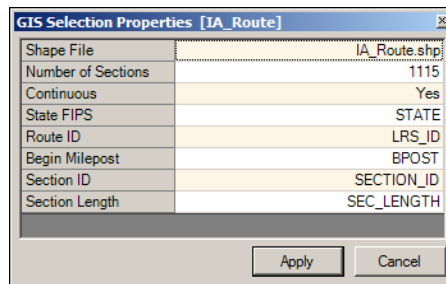 GIS Selection Properties [IA_Route]
Shape File IA_Route.shp
Number of Sections 1115
Continuous Yes
State FIPS STATE
Route ID LRS_ID
Begin Milepost BPOST
Section ID SECTION_ID
Section Length SEC_LENGTH
Apply Cancel